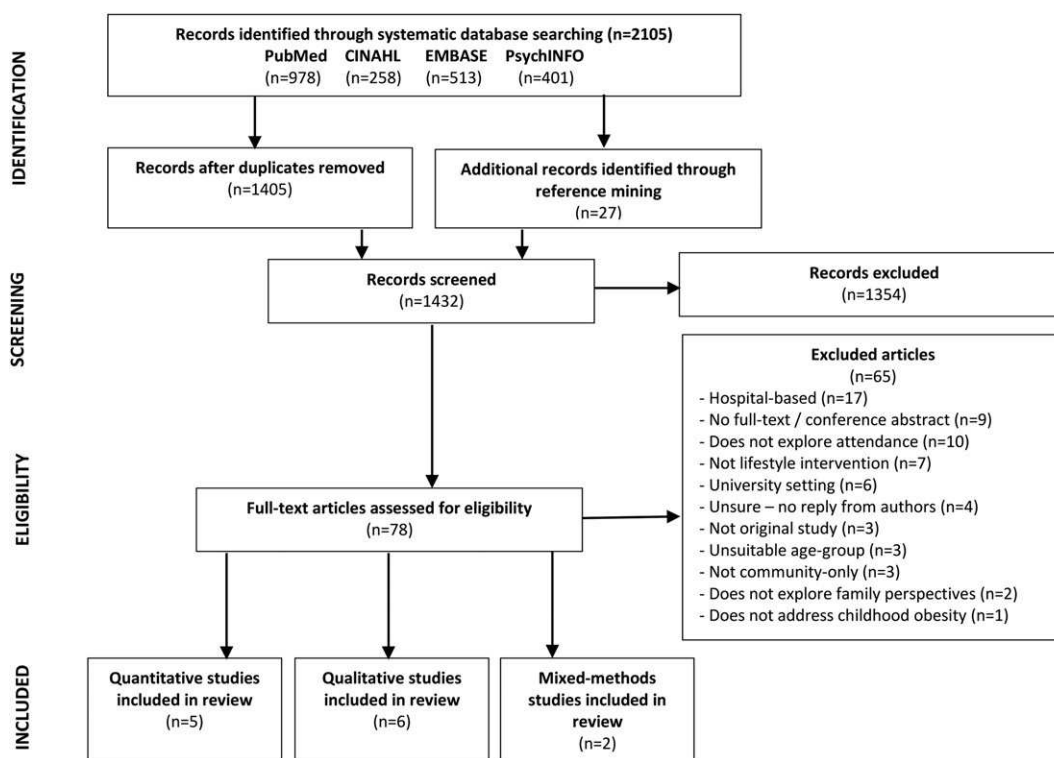 IDENTIFICATION
Records identified through systematic database searching (n=2105)
PubMed CINAHL EMBASE PsychINFO
(n=978) (n=258) (n=513) (n=401)
Records after duplicates removed
(n=1405)
Additional records identified through
reference mining
(n=27)
SCREENING
Records screened
(n=1432)
Records excluded
(n=1354)
ELIGIBILITY
Full-text articles assessed for eligibility
(n=78)
Excluded articles
(n=65)
- Hospital-based (n=17)
- No full-text / conference abstract (n=9)
- Does not explore attendance (n=10)
- Not lifestyle intervention (n=7)
- University setting (n=6)
- Unsure – no reply from authors (n=4)
- Not original study (n=3)
- Unsuitable age-group (n=3)
- Not community-only (n=3)
- Does not explore family perspectives (n=2)
- Does not address childhood obesity (n=1)
INCLUDED
Quantitative studies
included in review
(n=5)
Qualitative studies
included in review
(n=6)
Mixed-methods
studies included in
review
(n=2)